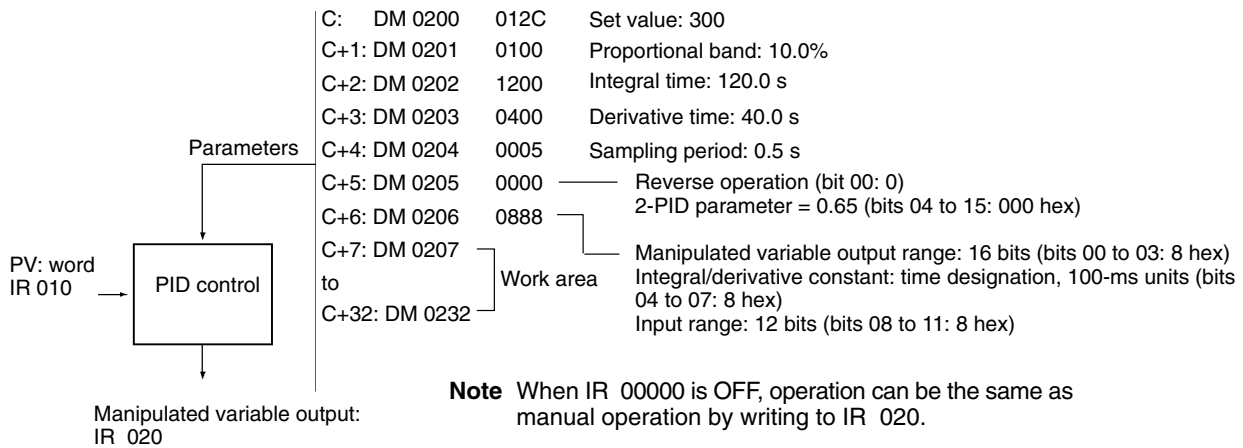 C: DM 0200 012C Set value: 300
C+1: DM 0201 0100 Proportional band: 10.0%
C+2: DM 0202 1200 Integral time: 120.0 s
C+3: DM 0203 0400 Derivative time: 40.0 s
Parameters
C+4: DM 0204 0005 Sampling period: 0.5 s
C+5: DM 0205 0000 Reverse operation (bit 00: 0)
2-PID parameter = 0.65 (bits 04 to 15: 000 hex)
C+6: DM 0206 0888
C+7: DM 0207
to
C+32: DM 0232
Work area
Manipulated variable output range: 16 bits (bits 00 to 03: 8 hex)
Integral/derivative constant: time designation, 100-ms units (bits
04 to 07: 8 hex)
Input range: 12 bits (bits 08 to 11: 8 hex)
PV: word
IR 010
PID control
Manipulated variable output:
IR 020
Note When IR 00000 is OFF, operation can be the same as
manual operation by writing to IR 020.